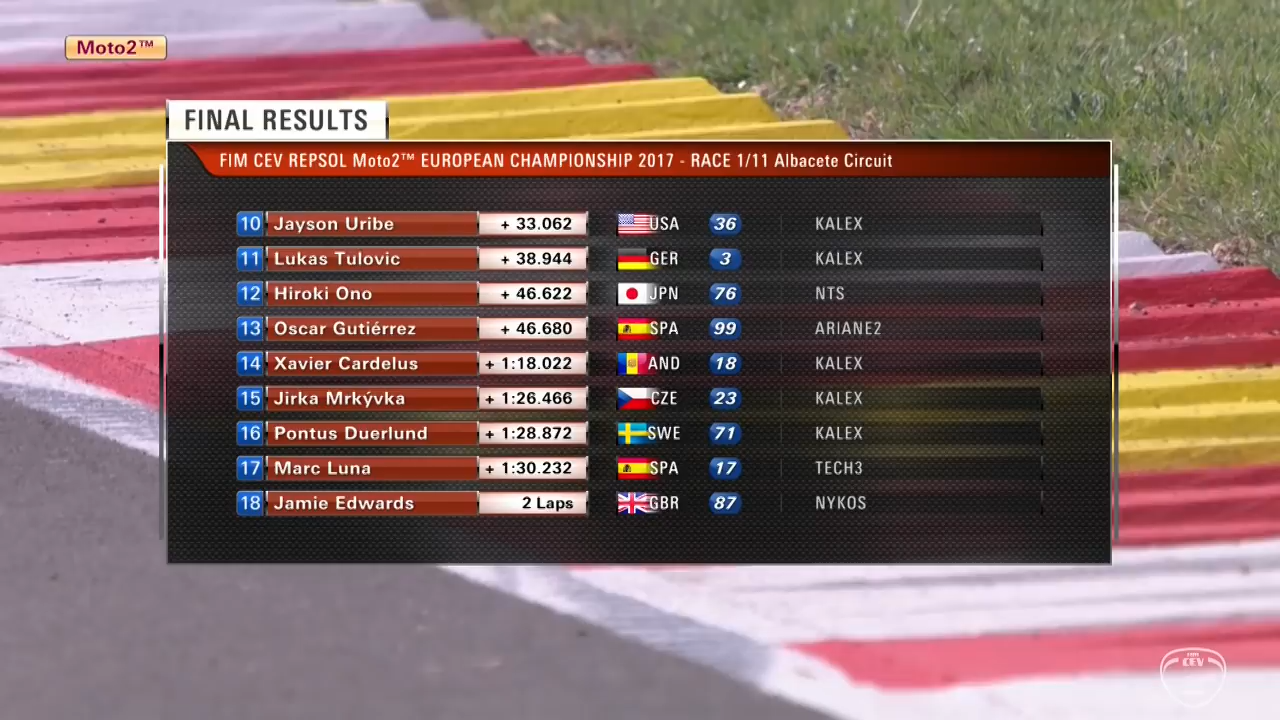 Moto2™
FINAL RESULTS
FIM CEV REPSOL Moto2™ EUROPEAN CHAMPIONSHIP 2017 - RACE 1/11 Albacete Circuit
10 Jayson Uribe + 33.062 USA 36 KALEX
11 Lukas Tulovic + 38.944 GER 3 KALEX
12 Hiroki Ono + 46.622 JPN 76 NTS
13 Oscar Gutiérrez + 46.680 SPA 99 ARIANE2
14 Xavier Cardelus + 1:18.022 AND 18 KALEX
15 Jirka Mrkývka + 1:26.466 CZE 23 KALEX
16 Pontus Duerlund + 1:28.872 SWE 71 KALEX
17 Marc Luna + 1:30.232 SPA 17 TECH3
18 Jamie Edwards 2 Laps GBR 87 NYKOS
FIM
CEV